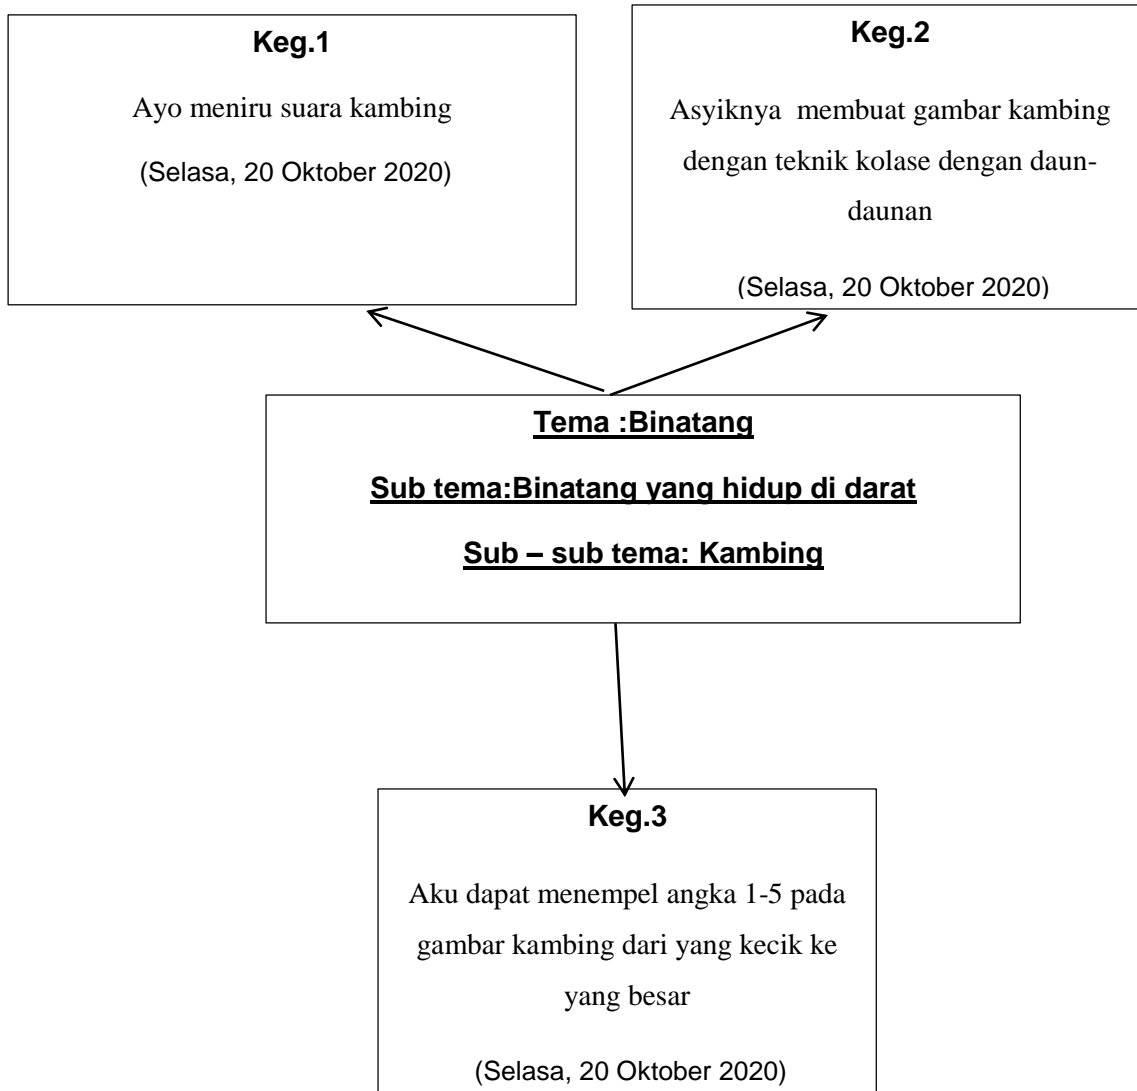 Keg.1
Ayo meniru suara kambing
(Selasa, 20 Oktober 2020)
Keg.2
Asyiknya membuat gambar kambing
dengan teknik kolase dengan daun-
daunan
(Selasa, 20 Oktober 2020)
Tema :Binatang
Sub tema:Binatang yang hidup di darat
Sub – sub tema: Kambing
Keg.3
Aku dapat menempel angka 1-5 pada
gambar kambing dari yang kecik ke
yang besar
(Selasa, 20 Oktober 2020)